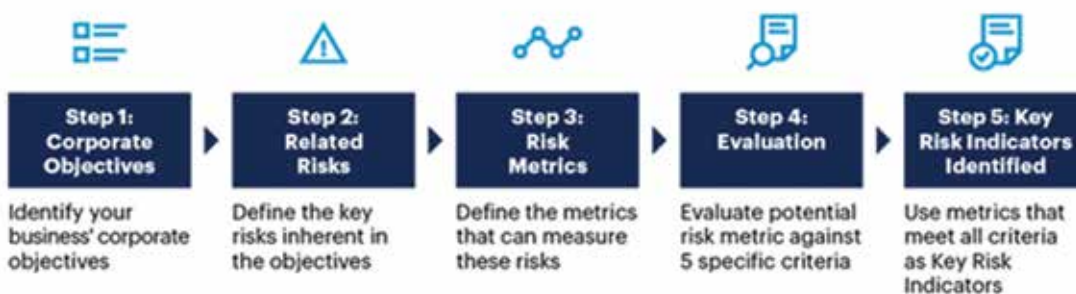 Step 1:
Corporate
Objectives
Identify your
business' corporate
objectives
Step 2:
Related
Risks
Define the key
risks inherent in
the objectives
Step 3:
Risk
Metrics
Define the metrics
that can measure
these risks
Step 4:
Evaluation
Evaluate potential
risk metric against
5 specific criteria
Step 5: Key
Risk Indicators
Identified
Use metrics that
meet all criteria
as Key Risk
Indicators